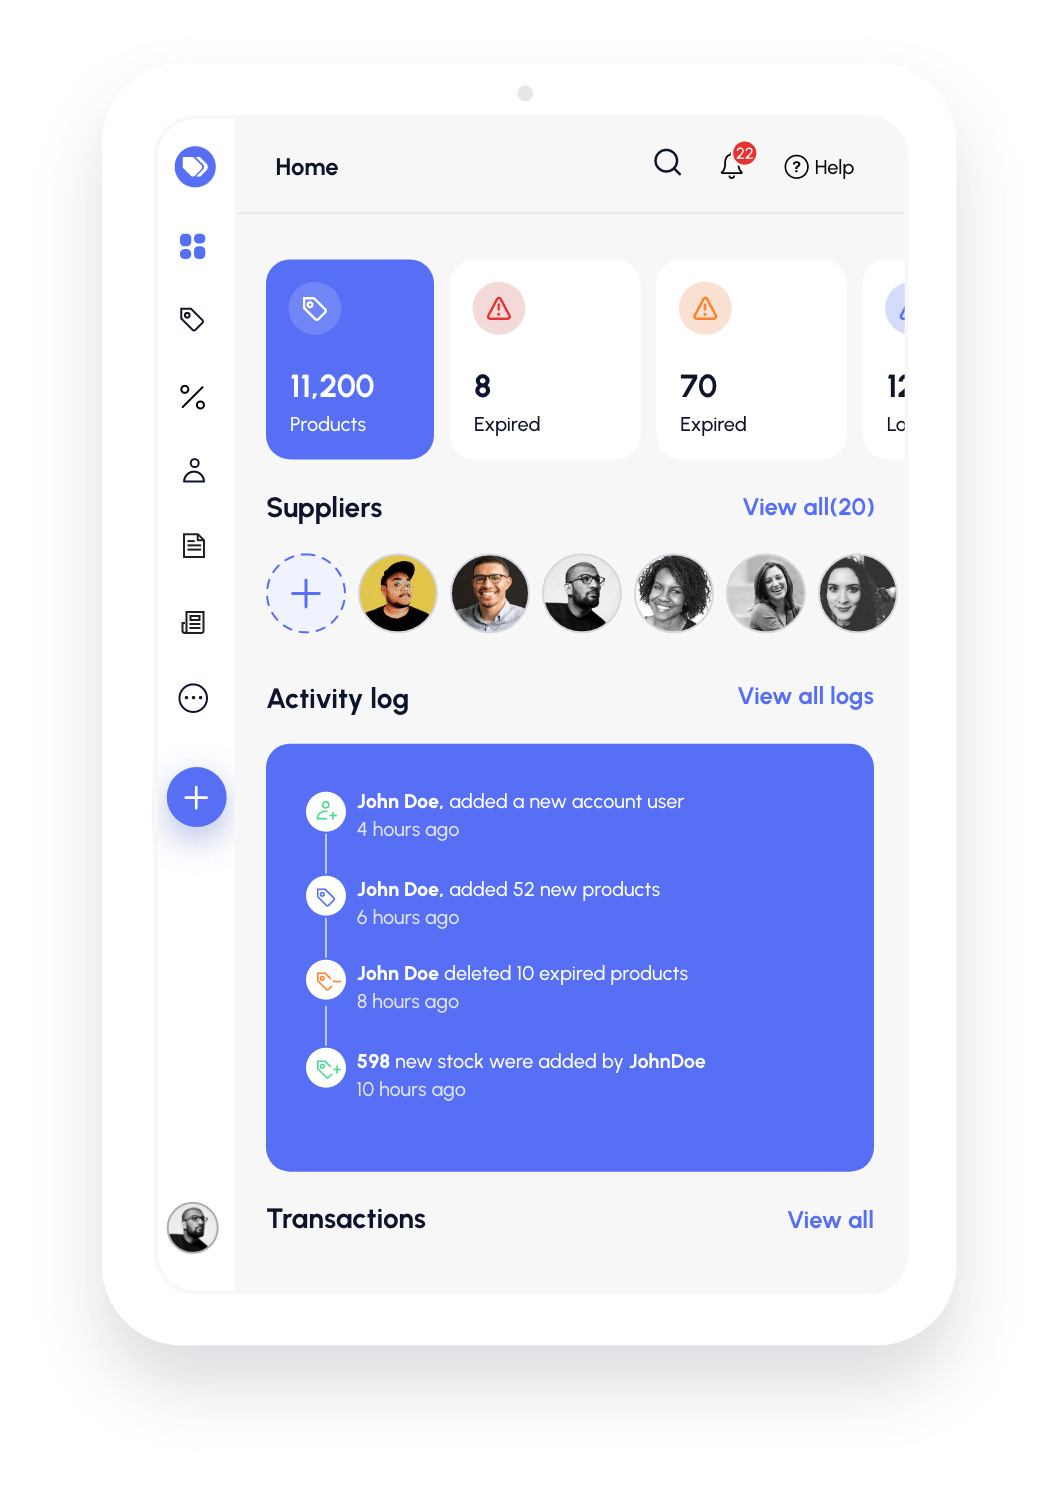 Home
22
? Help
11,200
Products
8
Expired
70
Expired
12
Lo
Suppliers
View all(20)
Activity log
View all logs
John Doe, added a new account user
4 hours ago
John Doe, added 52 new products
6 hours ago
John Doe deleted 10 expired products
8 hours ago
598 new stock were added by JohnDoe
10 hours ago
Transactions
View all